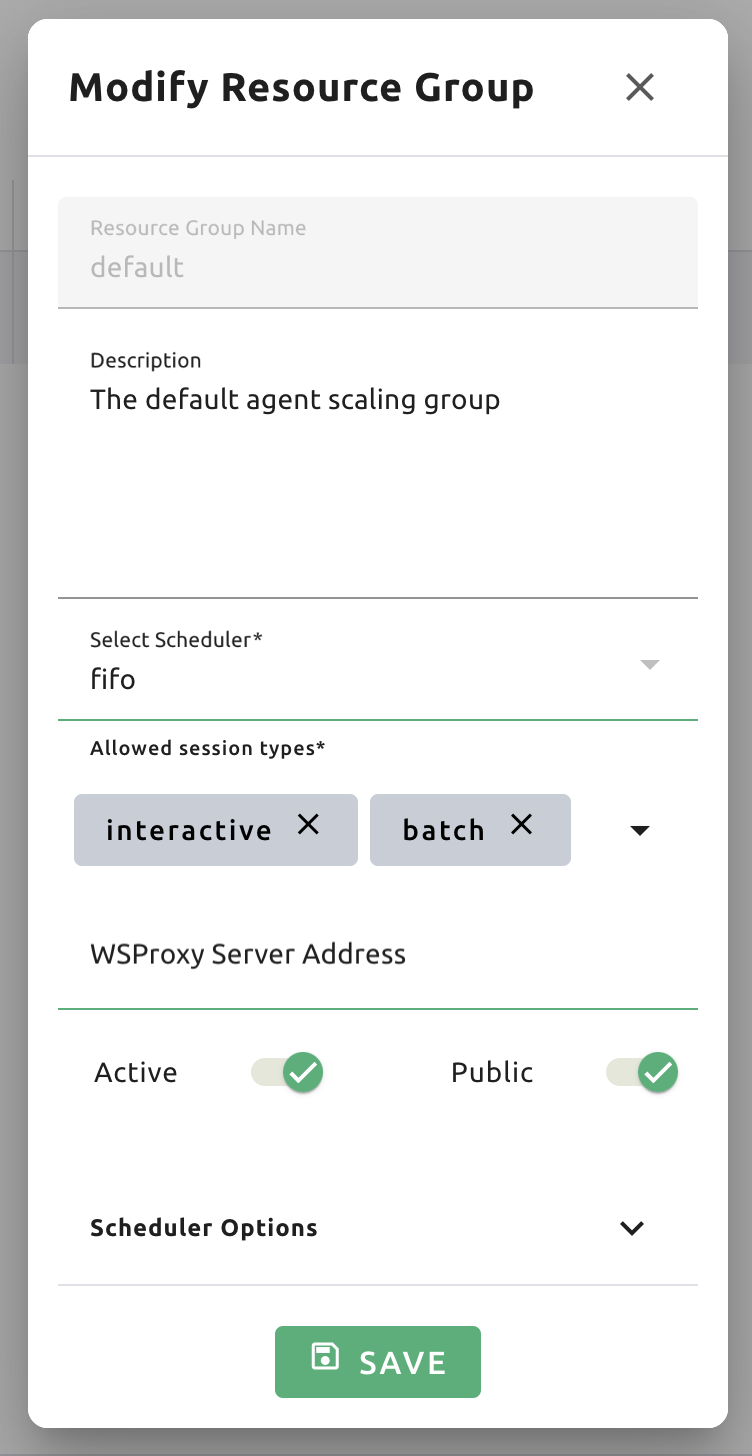 Modify Resource Group
Resource Group Name
default
Description
The default agent scaling group
Select Scheduler*
fifo
Allowed session types*
interactive batch
WSProxy Server Address
Active Public
Scheduler Options
SAVE